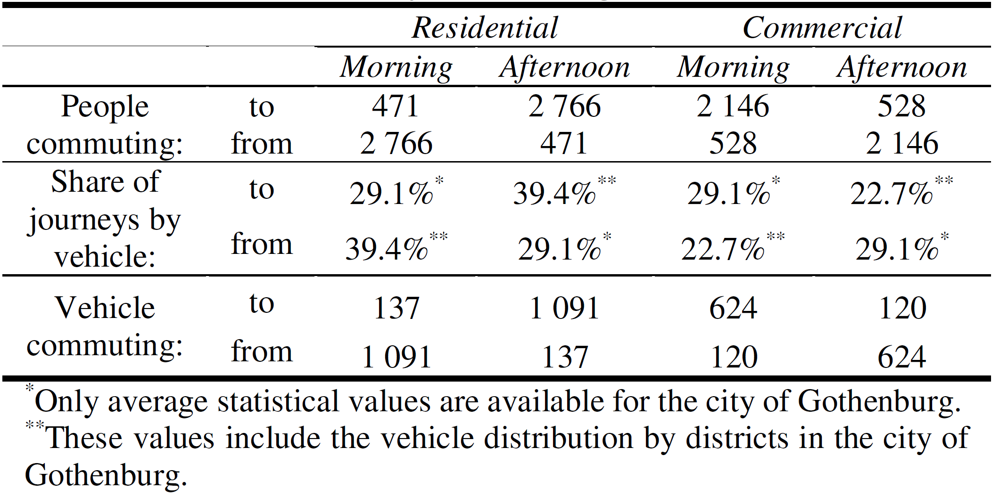 Residential Commercial
Morning Afternoon Morning Afternoon
People commuting: to 471 2 766 2 146 528
from 2 766 471 528 2 146
Share of journeys by vehicle: to 29.1%* 39.4%** 29.1%* 22.7%**
from 39.4%** 29.1%* 22.7%** 29.1%*
Vehicle commuting: to 137 1 091 624 120
from 1 091 137 120 624
*Only average statistical values are available for the city of Gothenburg.
**These values include the vehicle distribution by districts in the city of
Gothenburg.